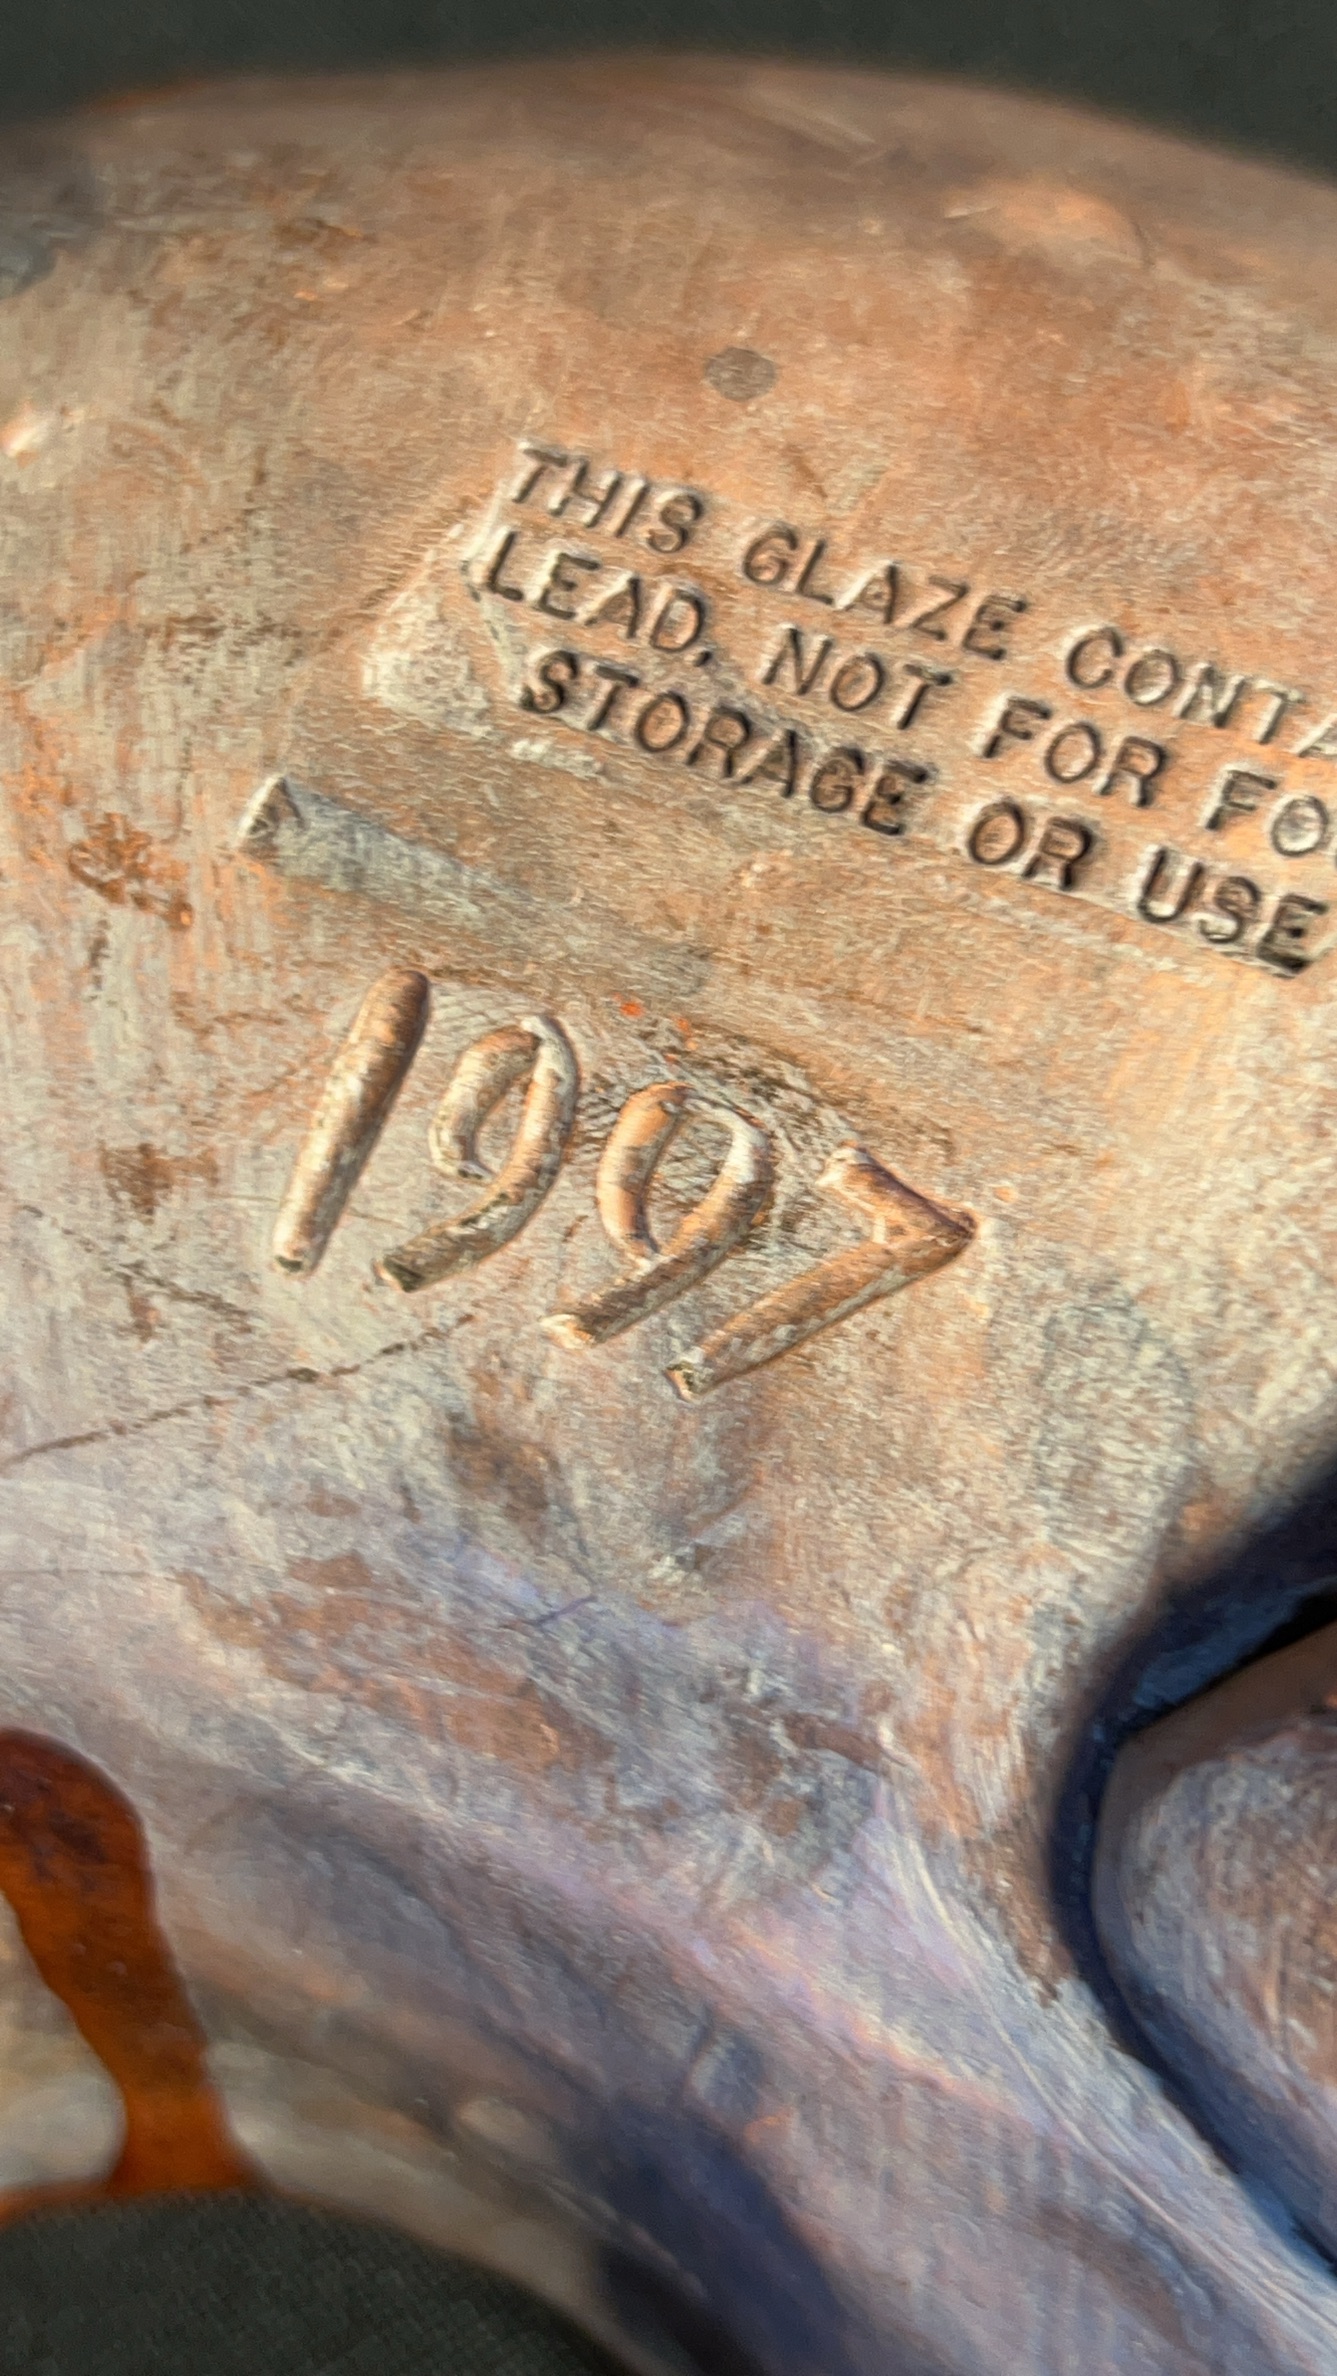 THIS GLAZE CONTA
LEAD. NOT FOR FO
STORAGE OR USE
1997